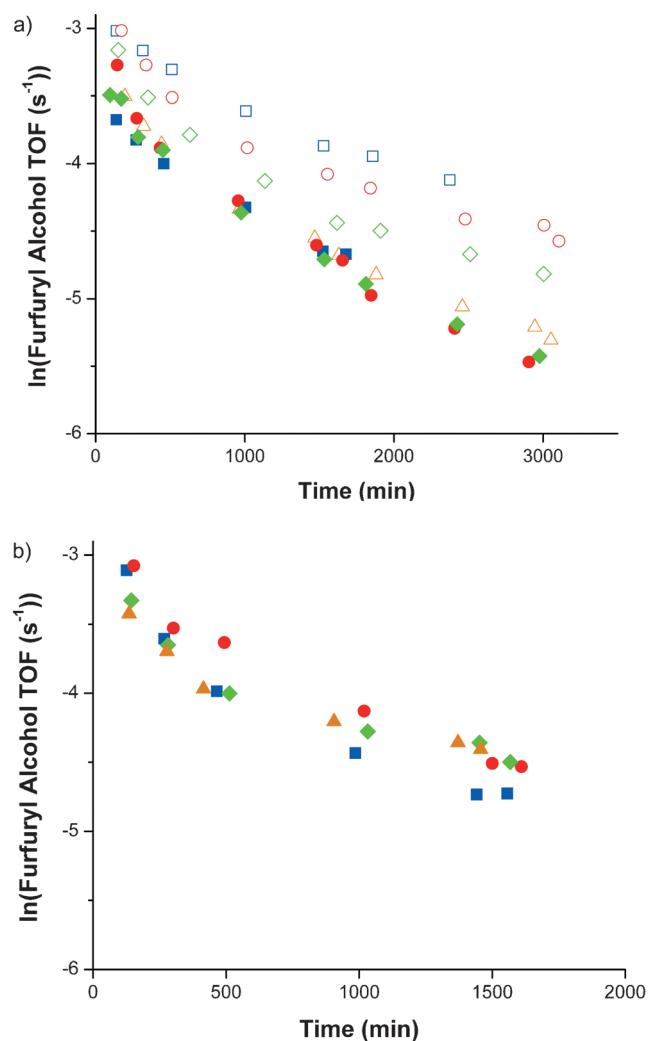 a)
-3
-4
-5
-6
ln(Furfuryl Alcohol TOF (s⁻¹))
0 1000 2000 3000
Time (min)
b)
-3
-4
-5
-6
ln(Furfuryl Alcohol TOF (s⁻¹))
0 500 1000 1500 2000
Time (min)